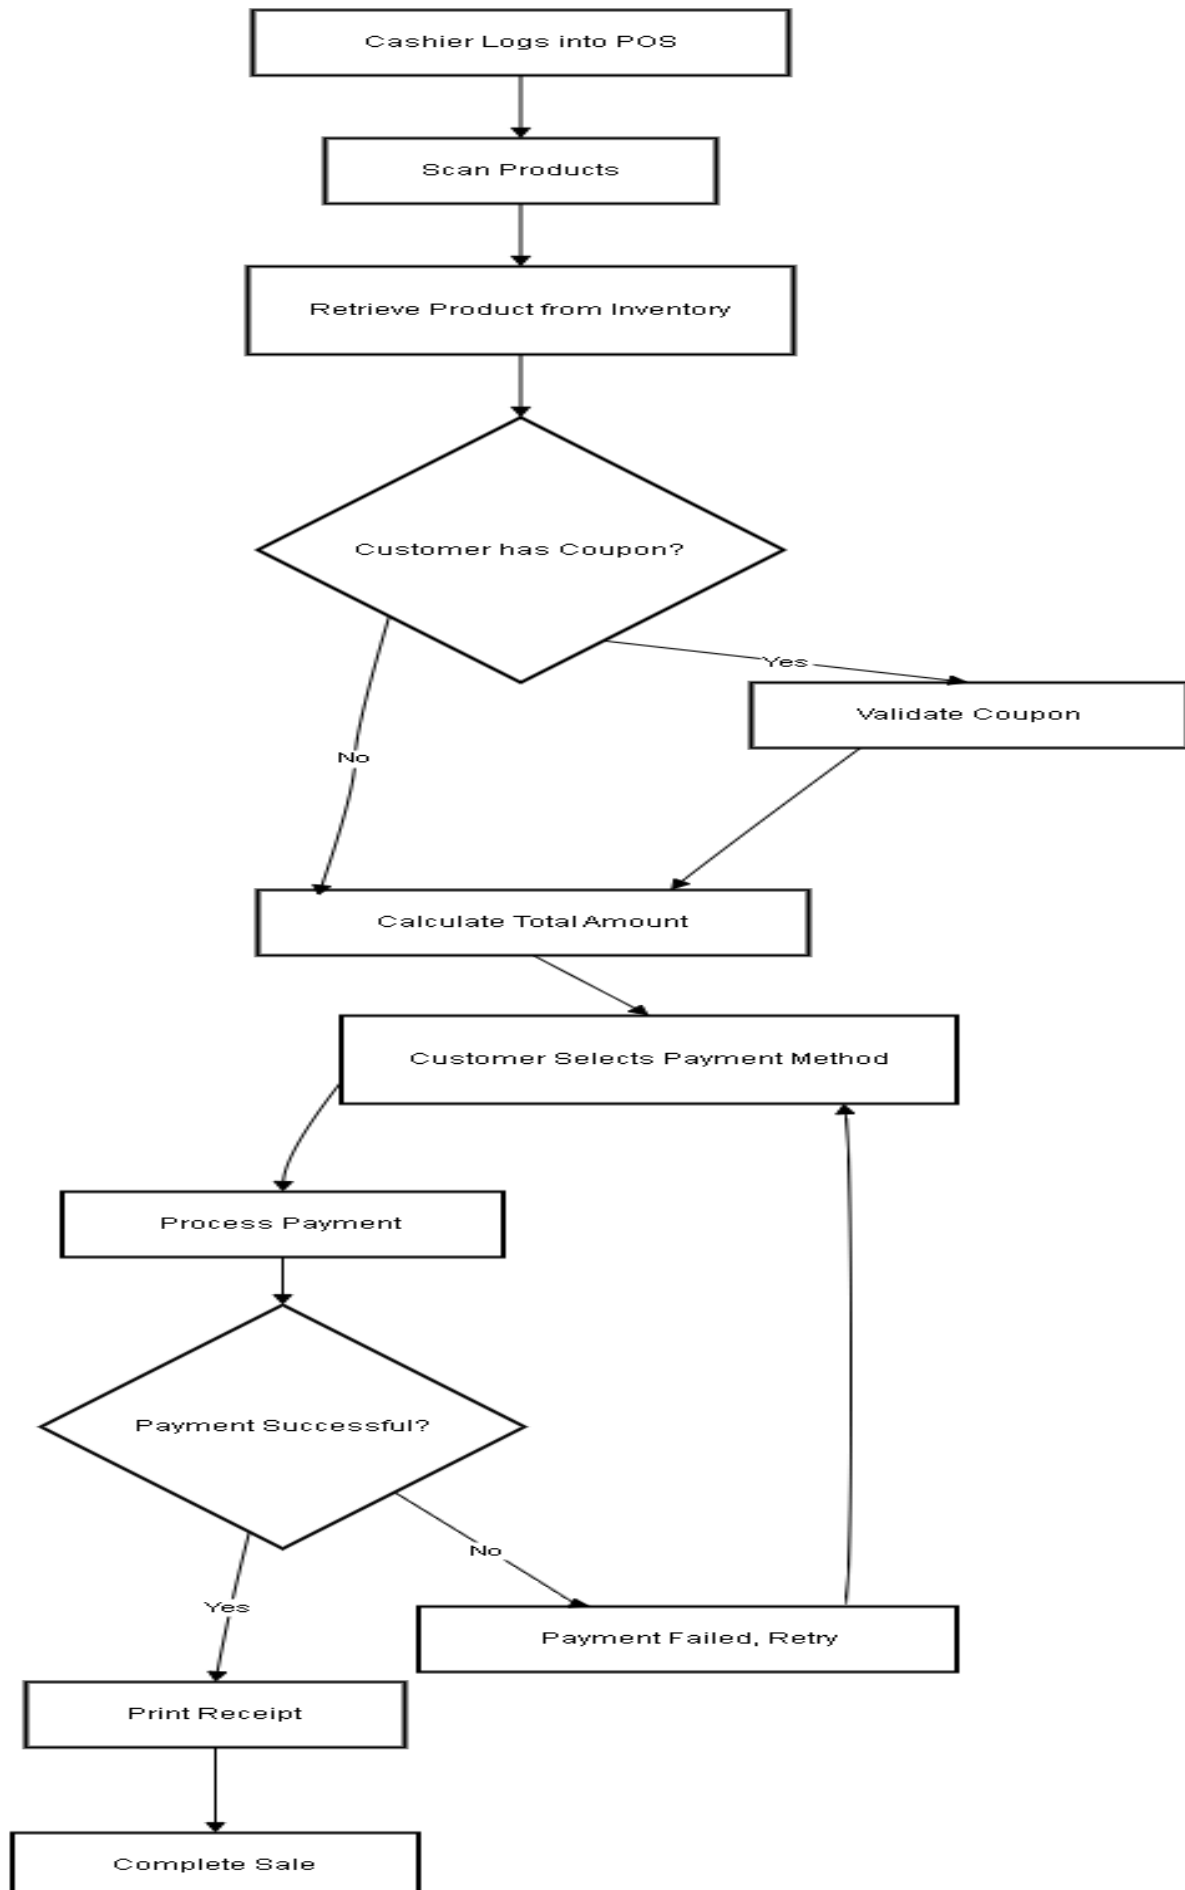 Cashier Logs into POS
Scan Products
Retrieve Product from Inventory
Customer has Coupon?
Yes
Validate Coupon
No
Calculate Total Amount
Customer Selects Payment Method
Process Payment
Payment Successful?
No
Yes
Payment Failed, Retry
Print Receipt
Complete Sale